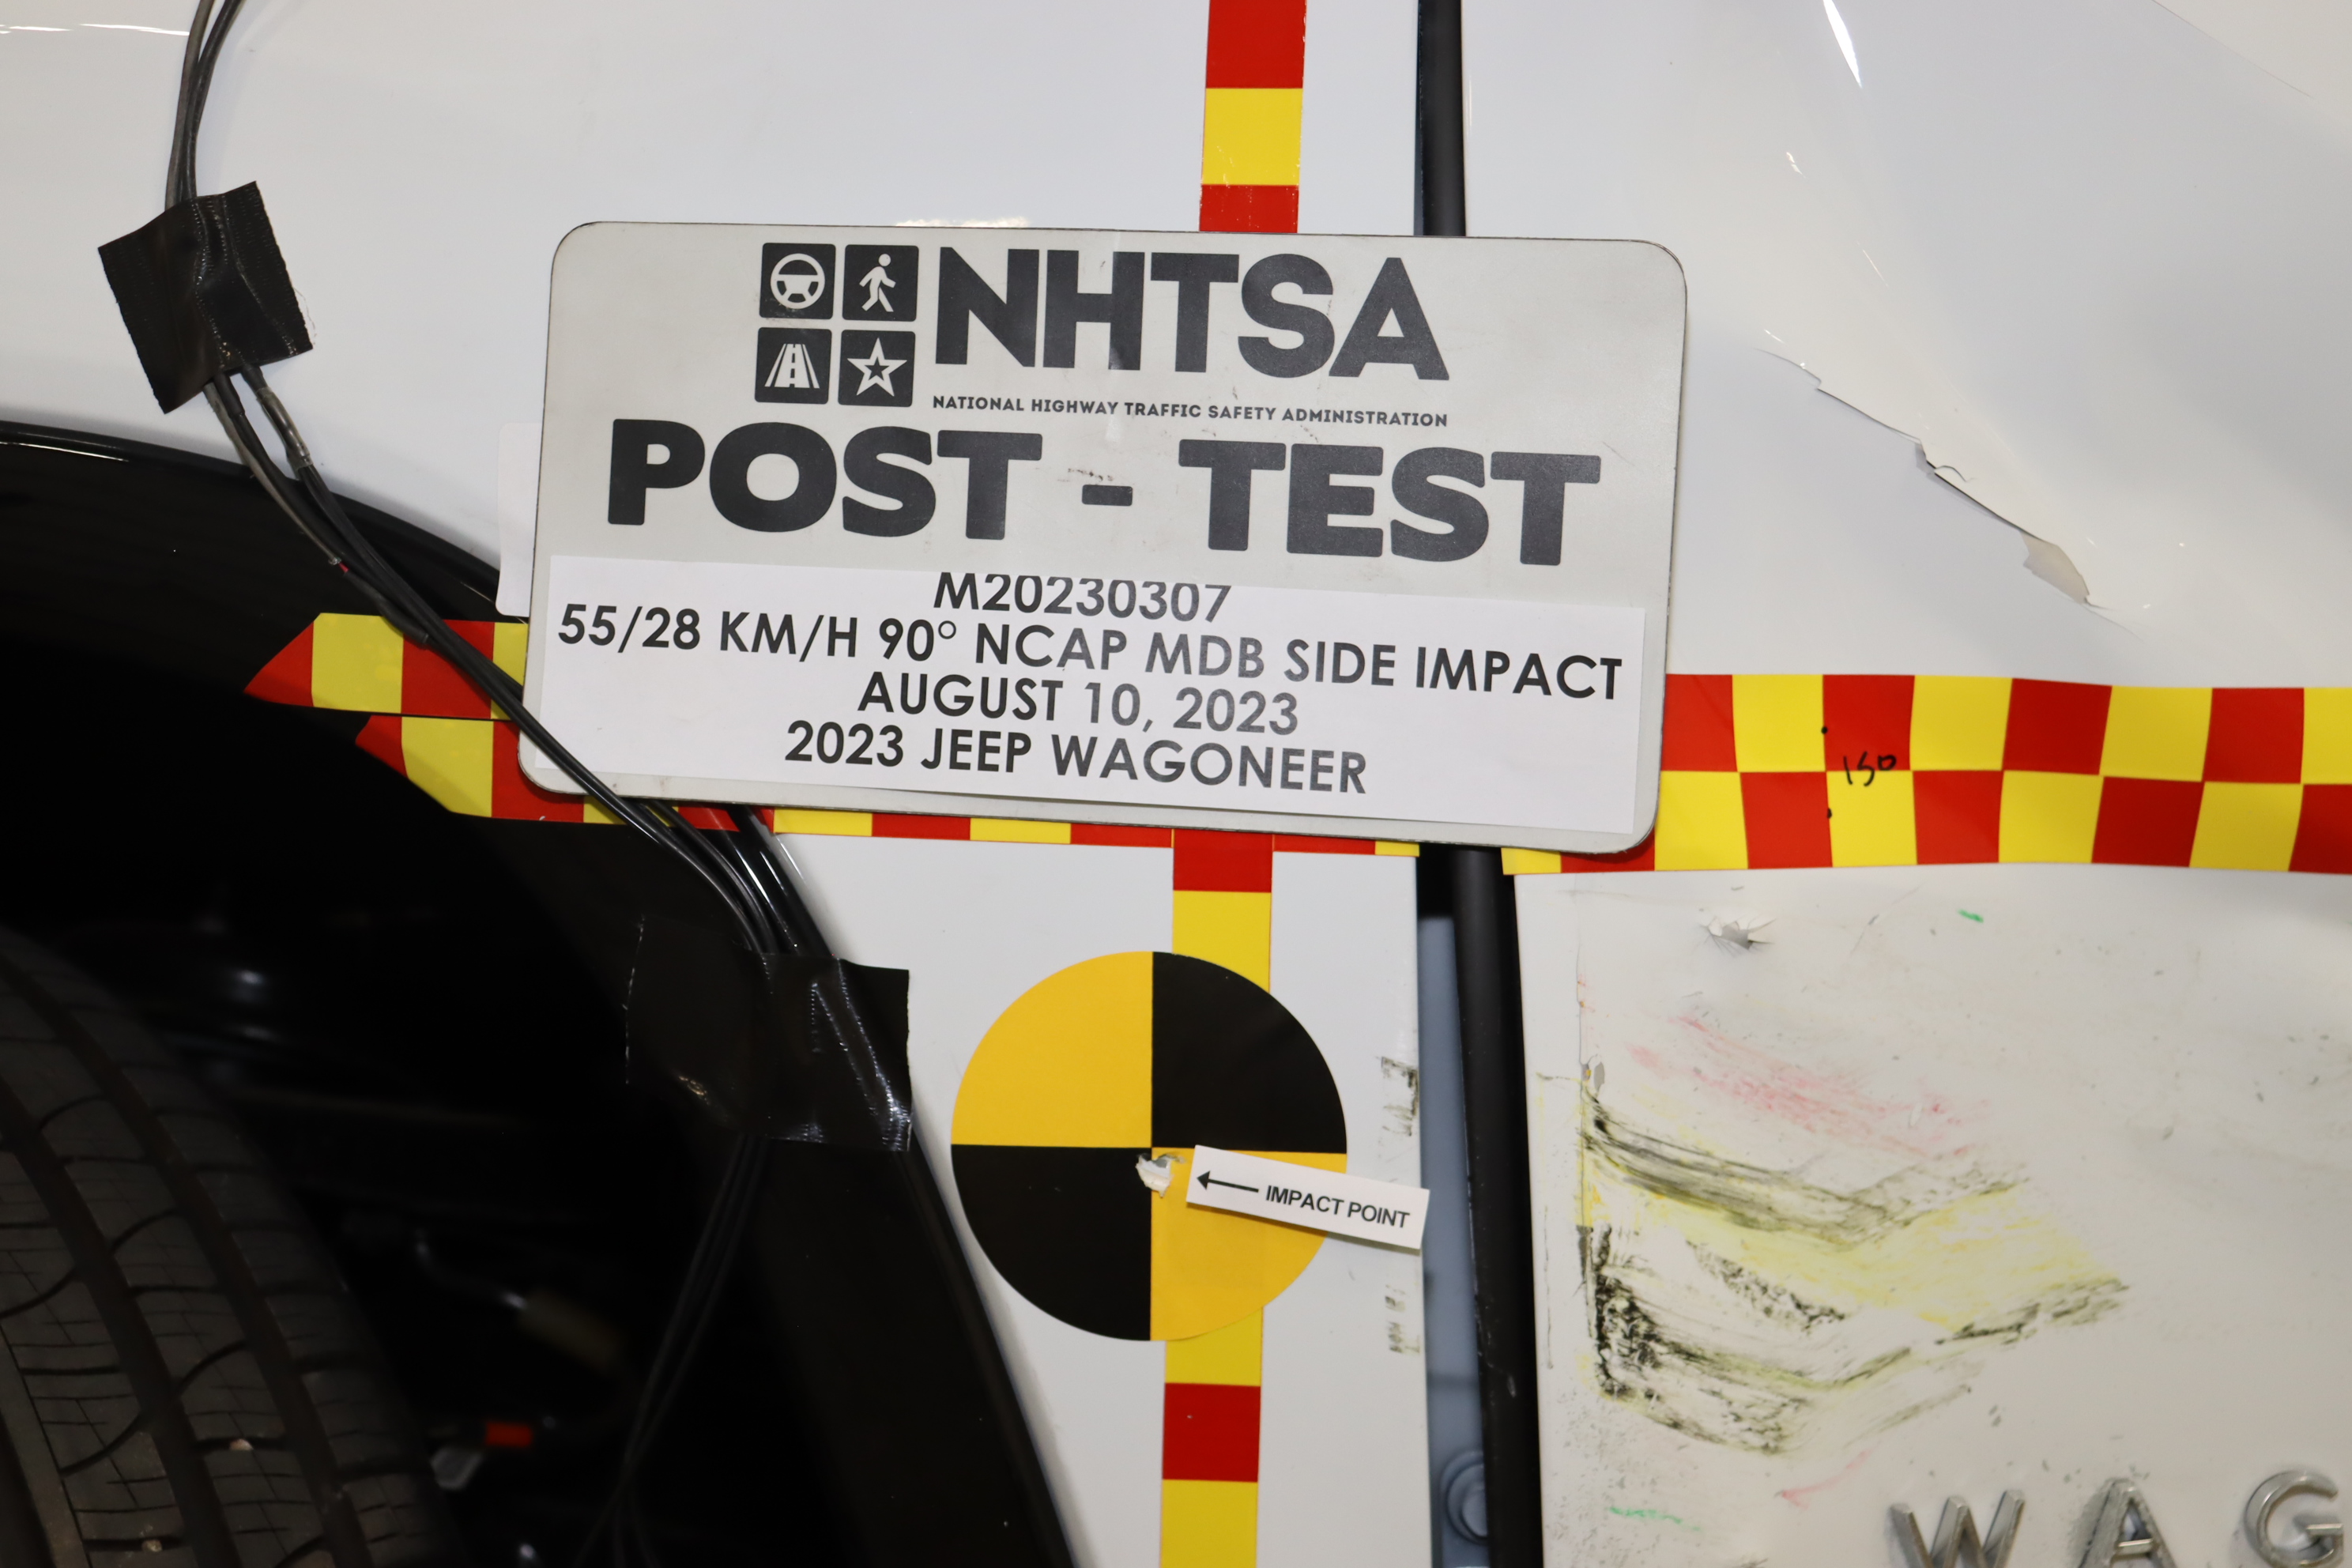 NHTSA
NATIONAL HIGHWAY TRAFFIC SAFETY ADMINISTRATION
POST - TEST
M20230307
55/28 KM/H 90° NCAP MDB SIDE IMPACT
AUGUST 10, 2023
2023 JEEP WAGONEER
150
IMPACT POINT
WAG